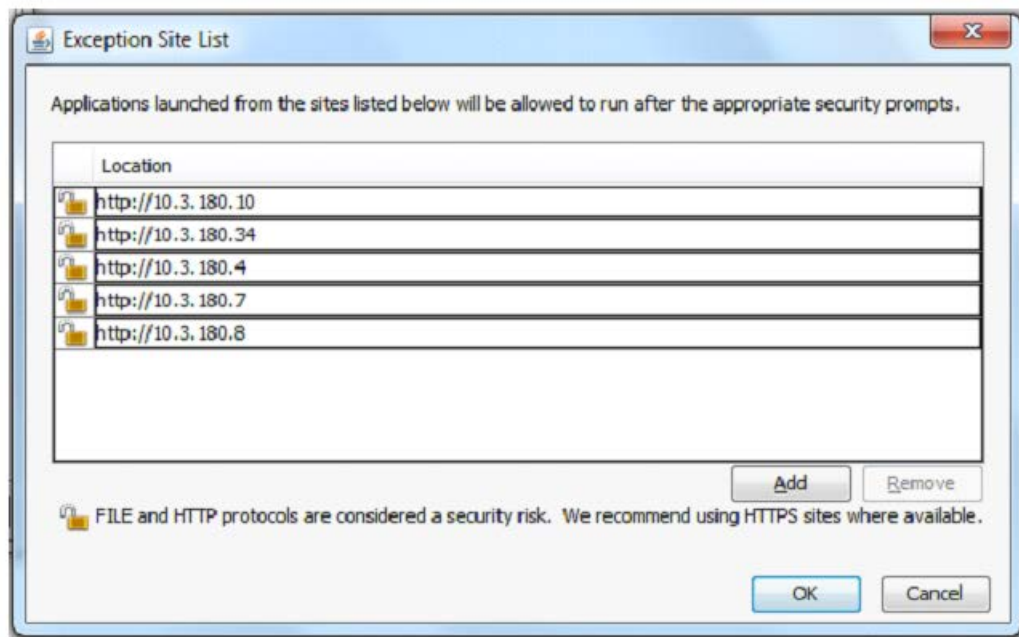 Exception Site List
Applications launched from the sites listed below will be allowed to run after the appropriate security prompts.
Location
http://10.3.180.10
http://10.3.180.34
http://10.3.180.4
http://10.3.180.7
http://10.3.180.8
Add Remove
FILE and HTTP protocols are considered a security risk. We recommend using HTTPS sites where available.
OK Cancel